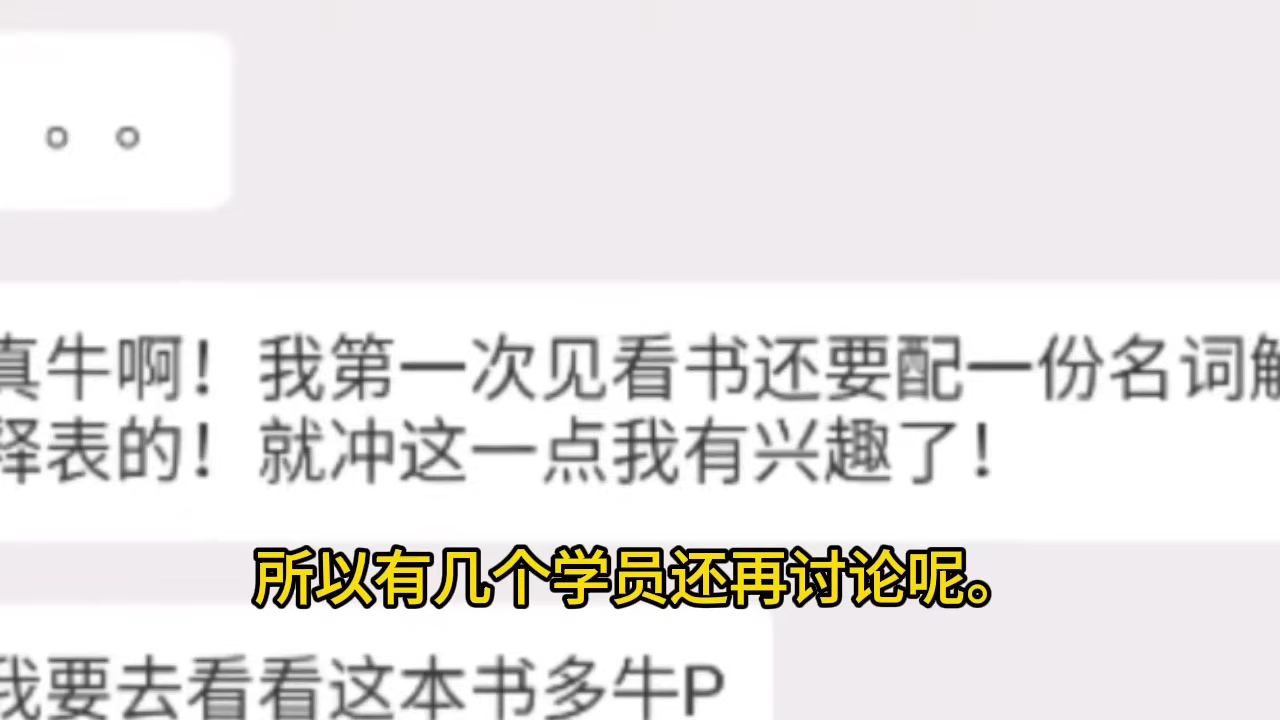 。。
真牛啊！我第一次见看书还要配一份名词解
释表的！就冲这一点我有兴趣了！
所以有几个学员还再讨论呢。
我要去看看这本书多牛P